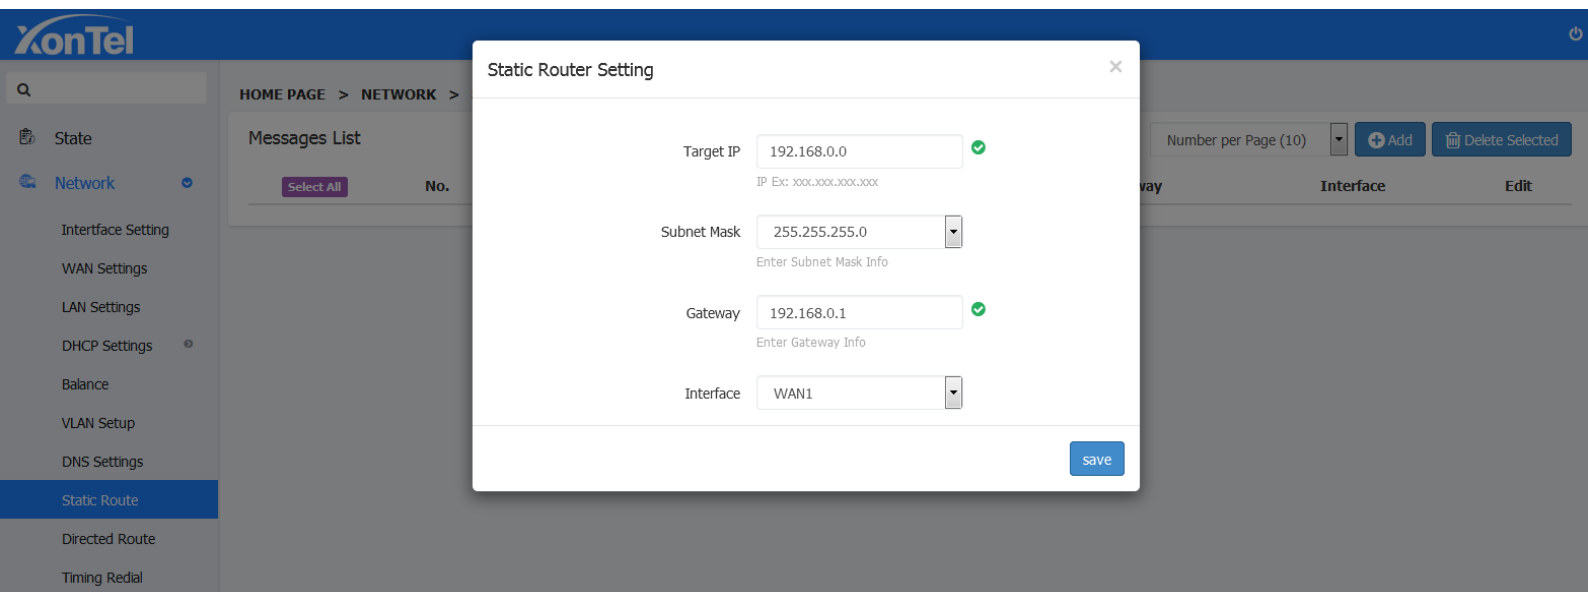 XonTel
Static Router Setting
×
HOME PAGE > NETWORK >
State
Messages List
Number per Page (10)
Add
Delete Selected
Target IP
192.168.0.0
IP Ex: xxx.xxx.xxx.xxx
Network
Select All
No.
way
Interface
Edit
Intertface Setting
Subnet Mask
255.255.255.0
Enter Subnet Mask Info
WAN Settings
LAN Settings
Gateway
192.168.0.1
Enter Gateway Info
DHCP Settings
Balance
Interface
WAN1
VLAN Setup
DNS Settings
save
Static Route
Directed Route
Timing Redial